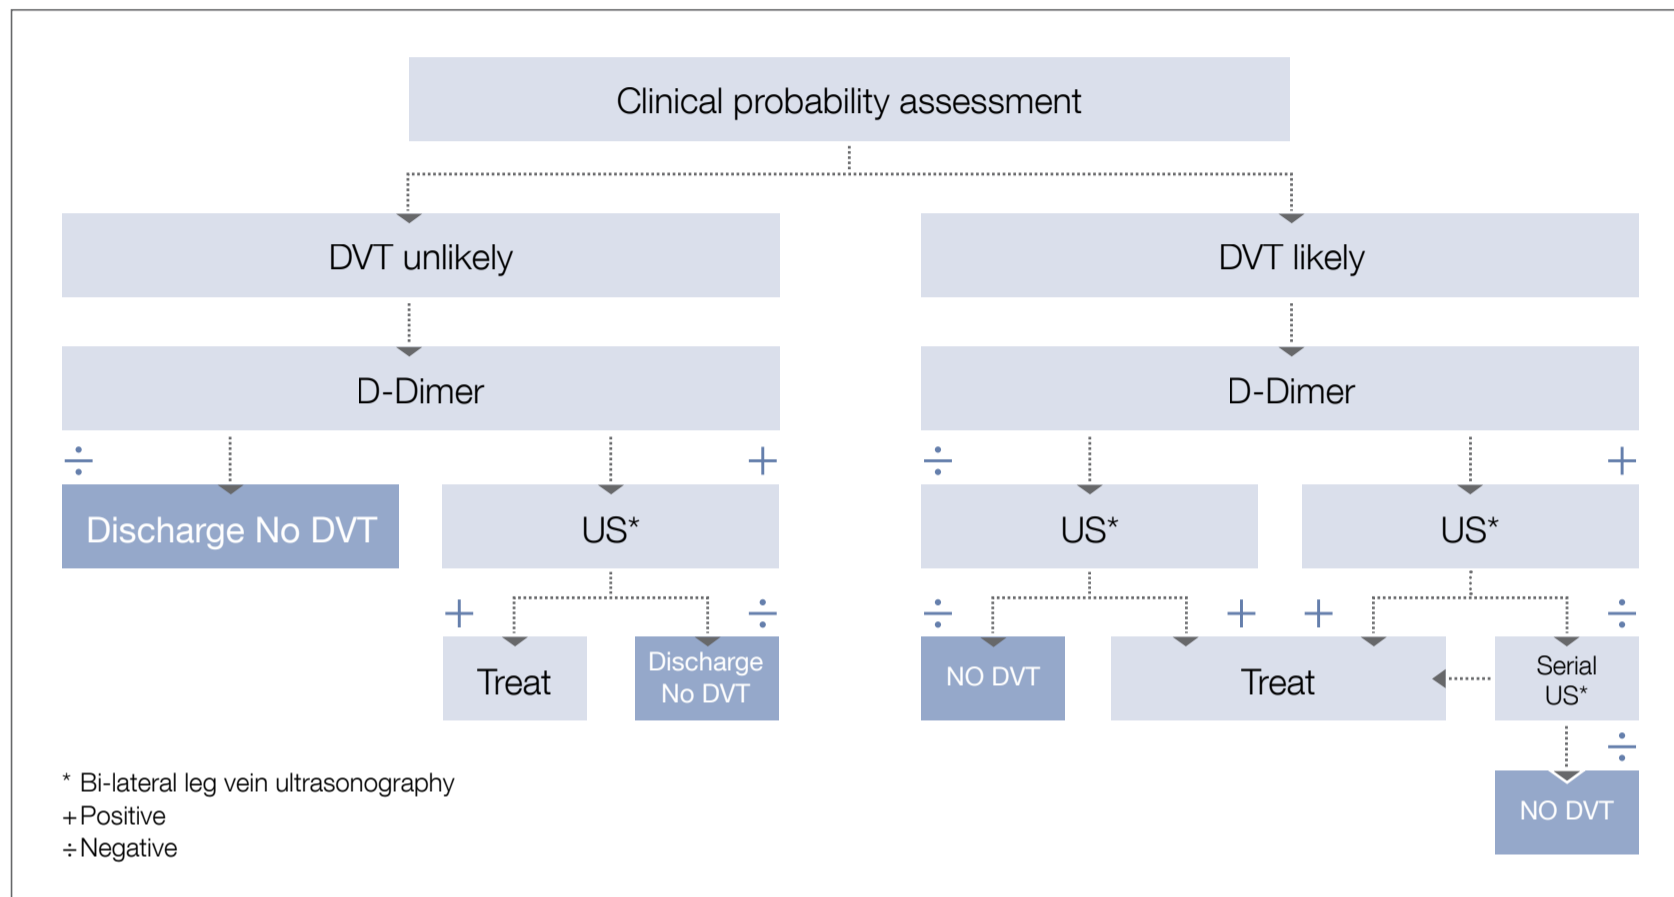 Clinical probability assessment
DVT unlikely
DVT likely
D-Dimer
D-Dimer
÷
+
÷
+
Discharge No DVT
US*
US*
US*
+
÷
÷
+
+
÷
Treat
Discharge
No DVT
NO DVT
Treat
Serial
US*
÷
NO DVT
* Bi-lateral leg vein ultrasonography
+Positive
÷Negative